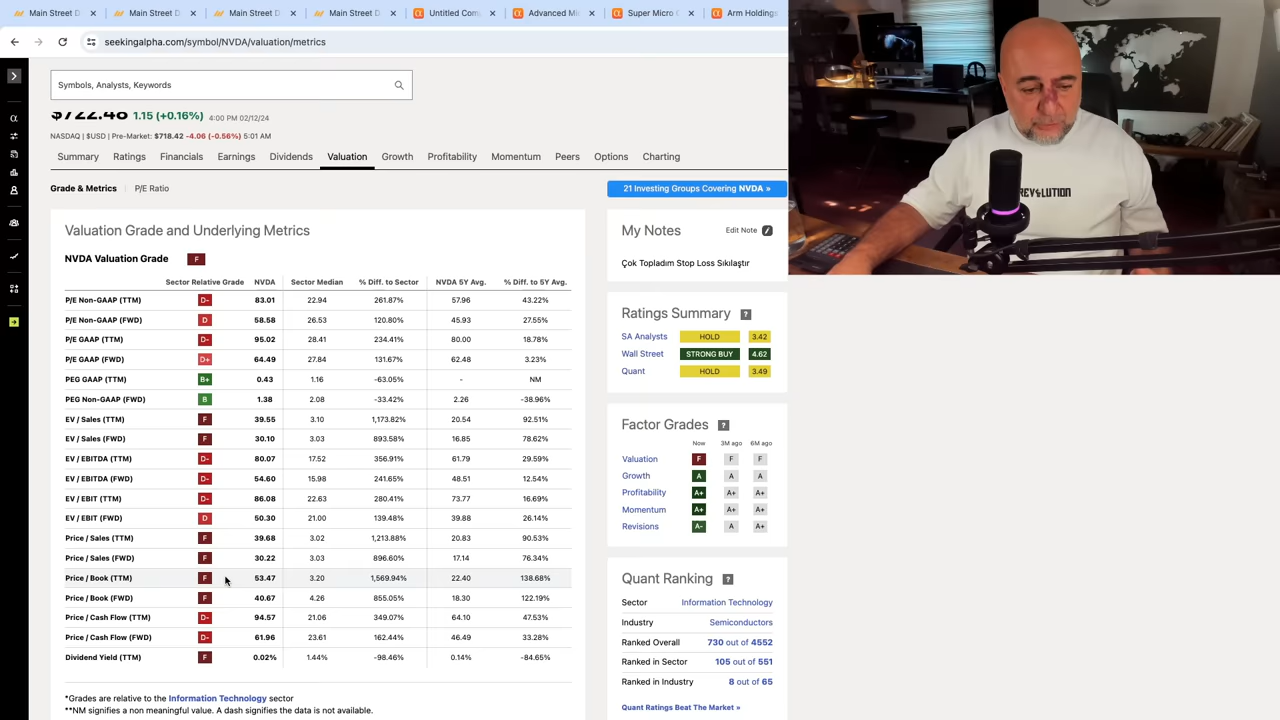 Main Street D
Main Street D
Main Street D
Main Street D
Untitled Com
Advanced Mi
Super Micro C
Arm Holdings
seekingalpha.com/symbol/NVDA/valuation/metrics
Symbols, Analysts, Keywords
$722.48 1.15 (+0.16%) 4:00 PM 02/12/24
NASDAQ | $USD | Pre-Market: $718.42 -4.06 (-0.56%) 5:01 AM
Summary Ratings Financials Earnings Dividends Valuation Growth Profitability Momentum Peers Options Charting
Grade & Metrics P/E Ratio
21 Investing Groups Covering NVDA »
Valuation Grade and Underlying Metrics
NVDA Valuation Grade F
Sector Relative Grade NVDA Sector Median % Diff. to Sector NVDA 5Y Avg. % Diff. to 5Y Avg.
P/E Non-GAAP (TTM) D- 83.01 22.94 261.87% 57.96 43.22%
P/E Non-GAAP (FWD) D 58.58 26.53 120.80% 45.93 27.55%
P/E GAAP (TTM) D- 95.02 28.41 234.41% 80.00 18.78%
P/E GAAP (FWD) D+ 64.49 27.84 131.67% 62.48 3.23%
PEG GAAP (TTM) B+ 0.43 1.16 -63.05% - NM
PEG Non-GAAP (FWD) B 1.38 2.08 -33.42% 2.26 -38.96%
EV / Sales (TTM) F 39.55 3.10 1,173.82% 20.54 92.51%
EV / Sales (FWD) F 30.10 3.03 893.58% 16.85 78.62%
EV / EBITDA (TTM) D- 80.07 17.52 356.91% 61.79 29.59%
EV / EBITDA (FWD) D- 54.60 15.98 241.65% 48.51 12.54%
EV / EBIT (TTM) D- 86.08 22.63 280.41% 73.77 16.69%
EV / EBIT (FWD) D 50.30 21.00 139.48% 39.88 26.14%
Price / Sales (TTM) F 39.68 3.02 1,213.88% 20.83 90.53%
Price / Sales (FWD) F 30.22 3.03 896.60% 17.14 76.34%
Price / Book (TTM) F 53.47 3.20 1,569.94% 22.40 138.68%
Price / Book (FWD) F 40.67 4.26 855.05% 18.30 122.19%
Price / Cash Flow (TTM) D- 94.57 21.06 349.07% 64.10 47.53%
Price / Cash Flow (FWD) D- 61.96 23.61 162.44% 46.49 33.28%
Dividend Yield (TTM) F 0.02% 1.44% -98.46% 0.14% -84.65%
*Grades are relative to the Information Technology sector
**NM signifies a non meaningful value. A dash signifies the data is not available.
My Notes Edit Note
Çok Topladım Stop Loss Sıkılaştır
Ratings Summary ?
SA Analysts HOLD 3.42
Wall Street STRONG BUY 4.62
Quant HOLD 3.49
Factor Grades ?
Now 3M ago 6M ago
Valuation F F F
Growth A A A
Profitability A+ A+ A+
Momentum A+ A+ A+
Revisions A- A A+
Quant Ranking ?
Sector Information Technology
Industry Semiconductors
Ranked Overall 730 out of 4552
Ranked in Sector 105 out of 551
Ranked in Industry 8 out of 65
Quant Ratings Beat The Market »